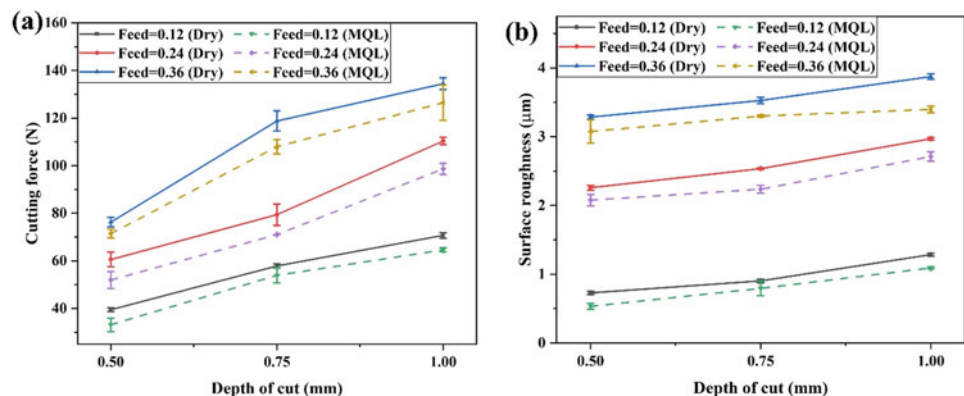 (a)
Feed=0.12 (Dry) Feed=0.12 (MQL)
Feed=0.24 (Dry) Feed=0.24 (MQL)
Feed=0.36 (Dry) Feed=0.36 (MQL)
160
140
120
100
80
60
40
Cutting force (N)
0.50 0.75 1.00
Depth of cut (mm)
(b)
Feed=0.12 (Dry) Feed=0.12 (MQL)
Feed=0.24 (Dry) Feed=0.24 (MQL)
Feed=0.36 (Dry) Feed=0.36 (MQL)
4
3
2
1
0
Surface roughness (μm)
0.50 0.75 1.00
Depth of cut (mm)